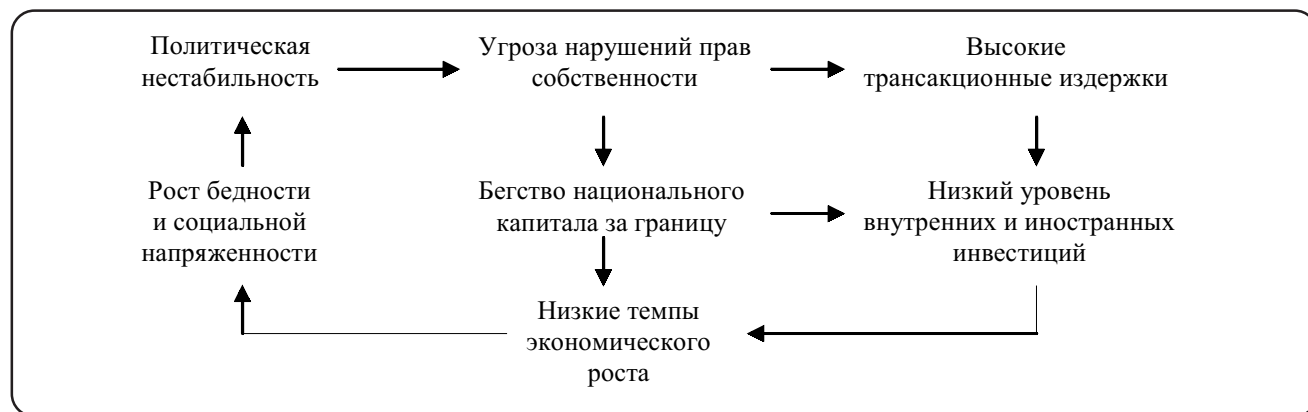 Политическая
нестабильность
Угроза нарушений прав
собственности
Высокие
трансакционные издержки
Рост бедности
и социальной
напряженности
Бегство национального
капитала за границу
Низкий уровень
внутренних и иностранных
инвестиций
Низкие темпы
экономического
роста